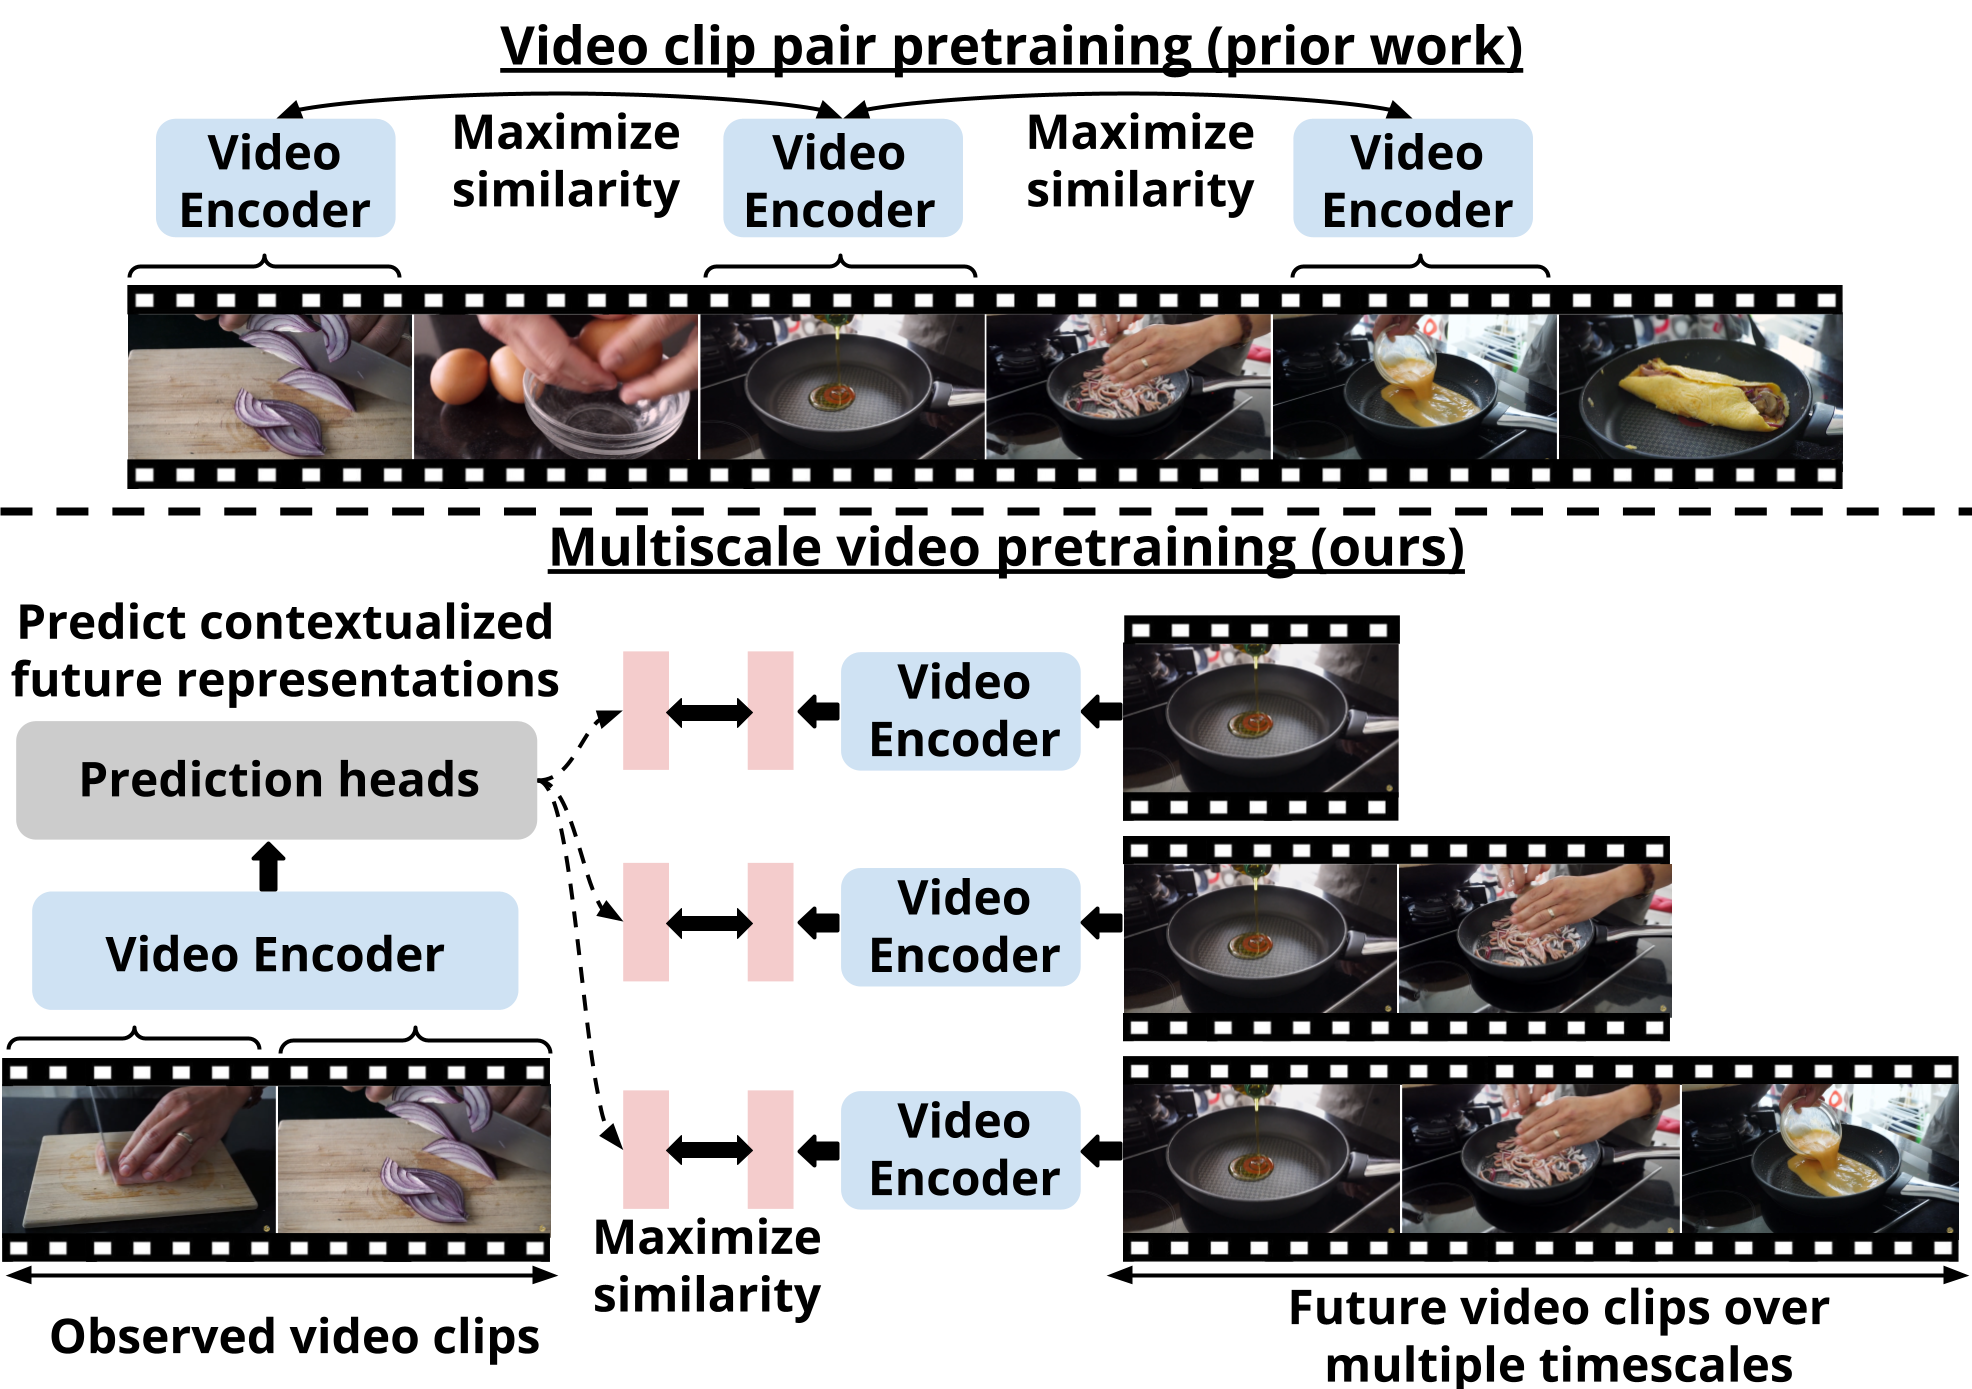 Video clip pair pretraining (prior work)
Video
Encoder
Maximize
similarity
Video
Encoder
Maximize
similarity
Video
Encoder
Multiscale video pretraining (ours)
Predict contextualized
future representations
Prediction heads
Video Encoder
Observed video clips
Video
Encoder
Video
Encoder
Video
Encoder
Maximize
similarity
Future video clips over
multiple timescales